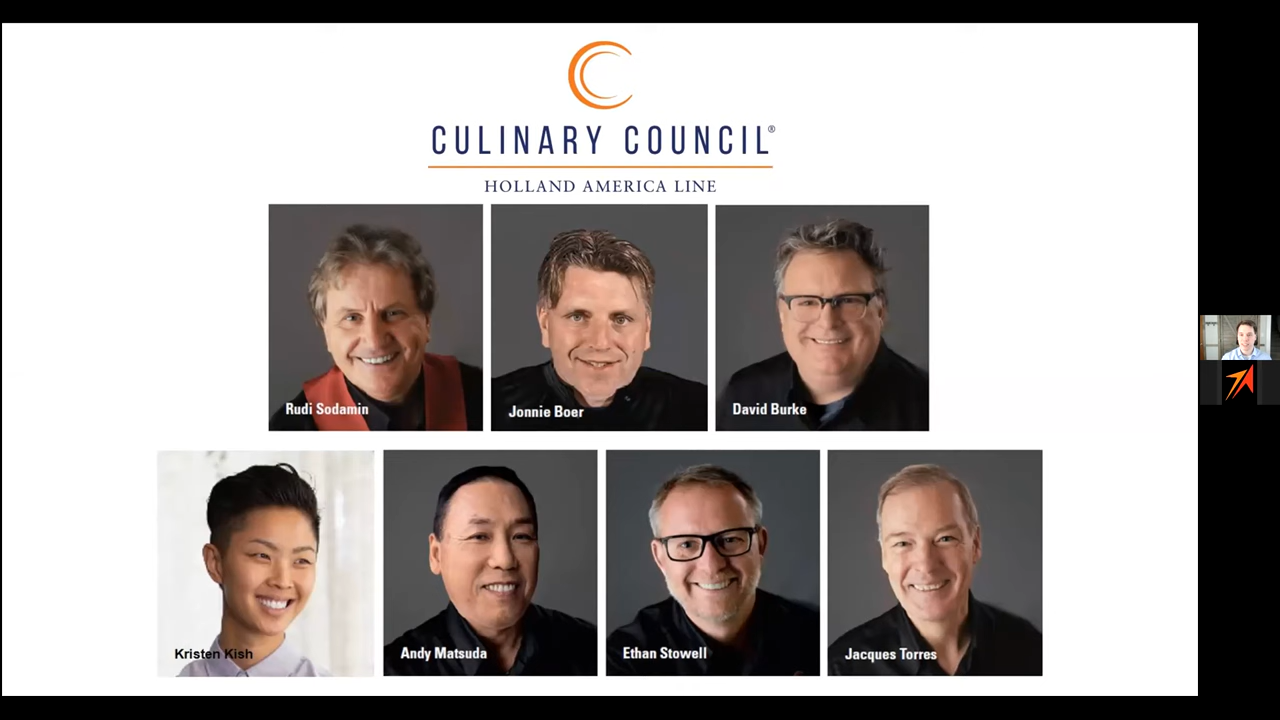 CULINARY COUNCIL®
HOLLAND AMERICA LINE
Rudi Sodamin
Jonnie Boer
David Burke
Kristen Kish
Andy Matsuda
Ethan Stowell
Jacques Torres